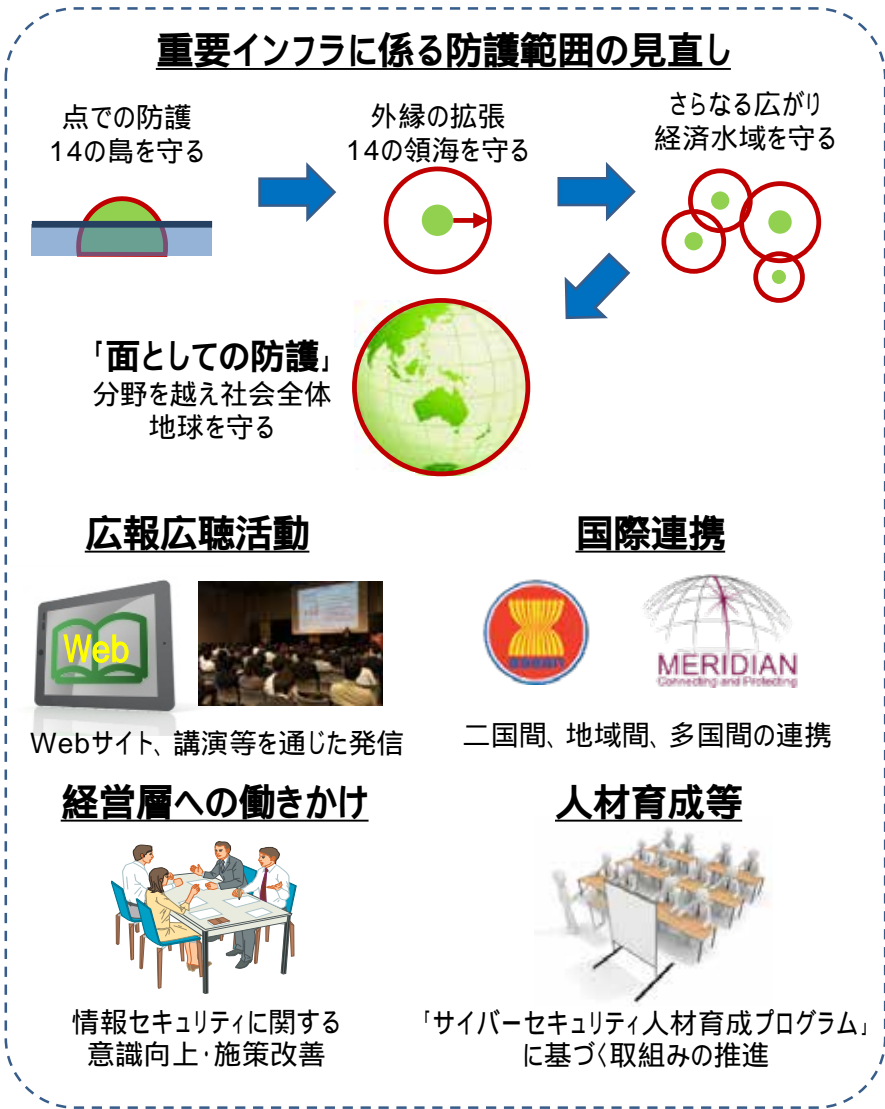 重要インフラに係る防護範囲の見直し
点での防護
14の島を守る
外縁の拡張
14の領海を守る
さらなる広がり
経済水域を守る
「面としての防護」
分野を越え社会全体
地球を守る
広報広聴活動
Web
Webサイト、講演等を通じた発信
国際連携
asean
MERIDIAN
Connecting and Protecting
二国間、地域間、多国間の連携
経営層への働きかけ
情報セキュリティに関する
意識向上・施策改善
人材育成等
「サイバーセキュリティ人材育成プログラム」
に基づく取組みの推進